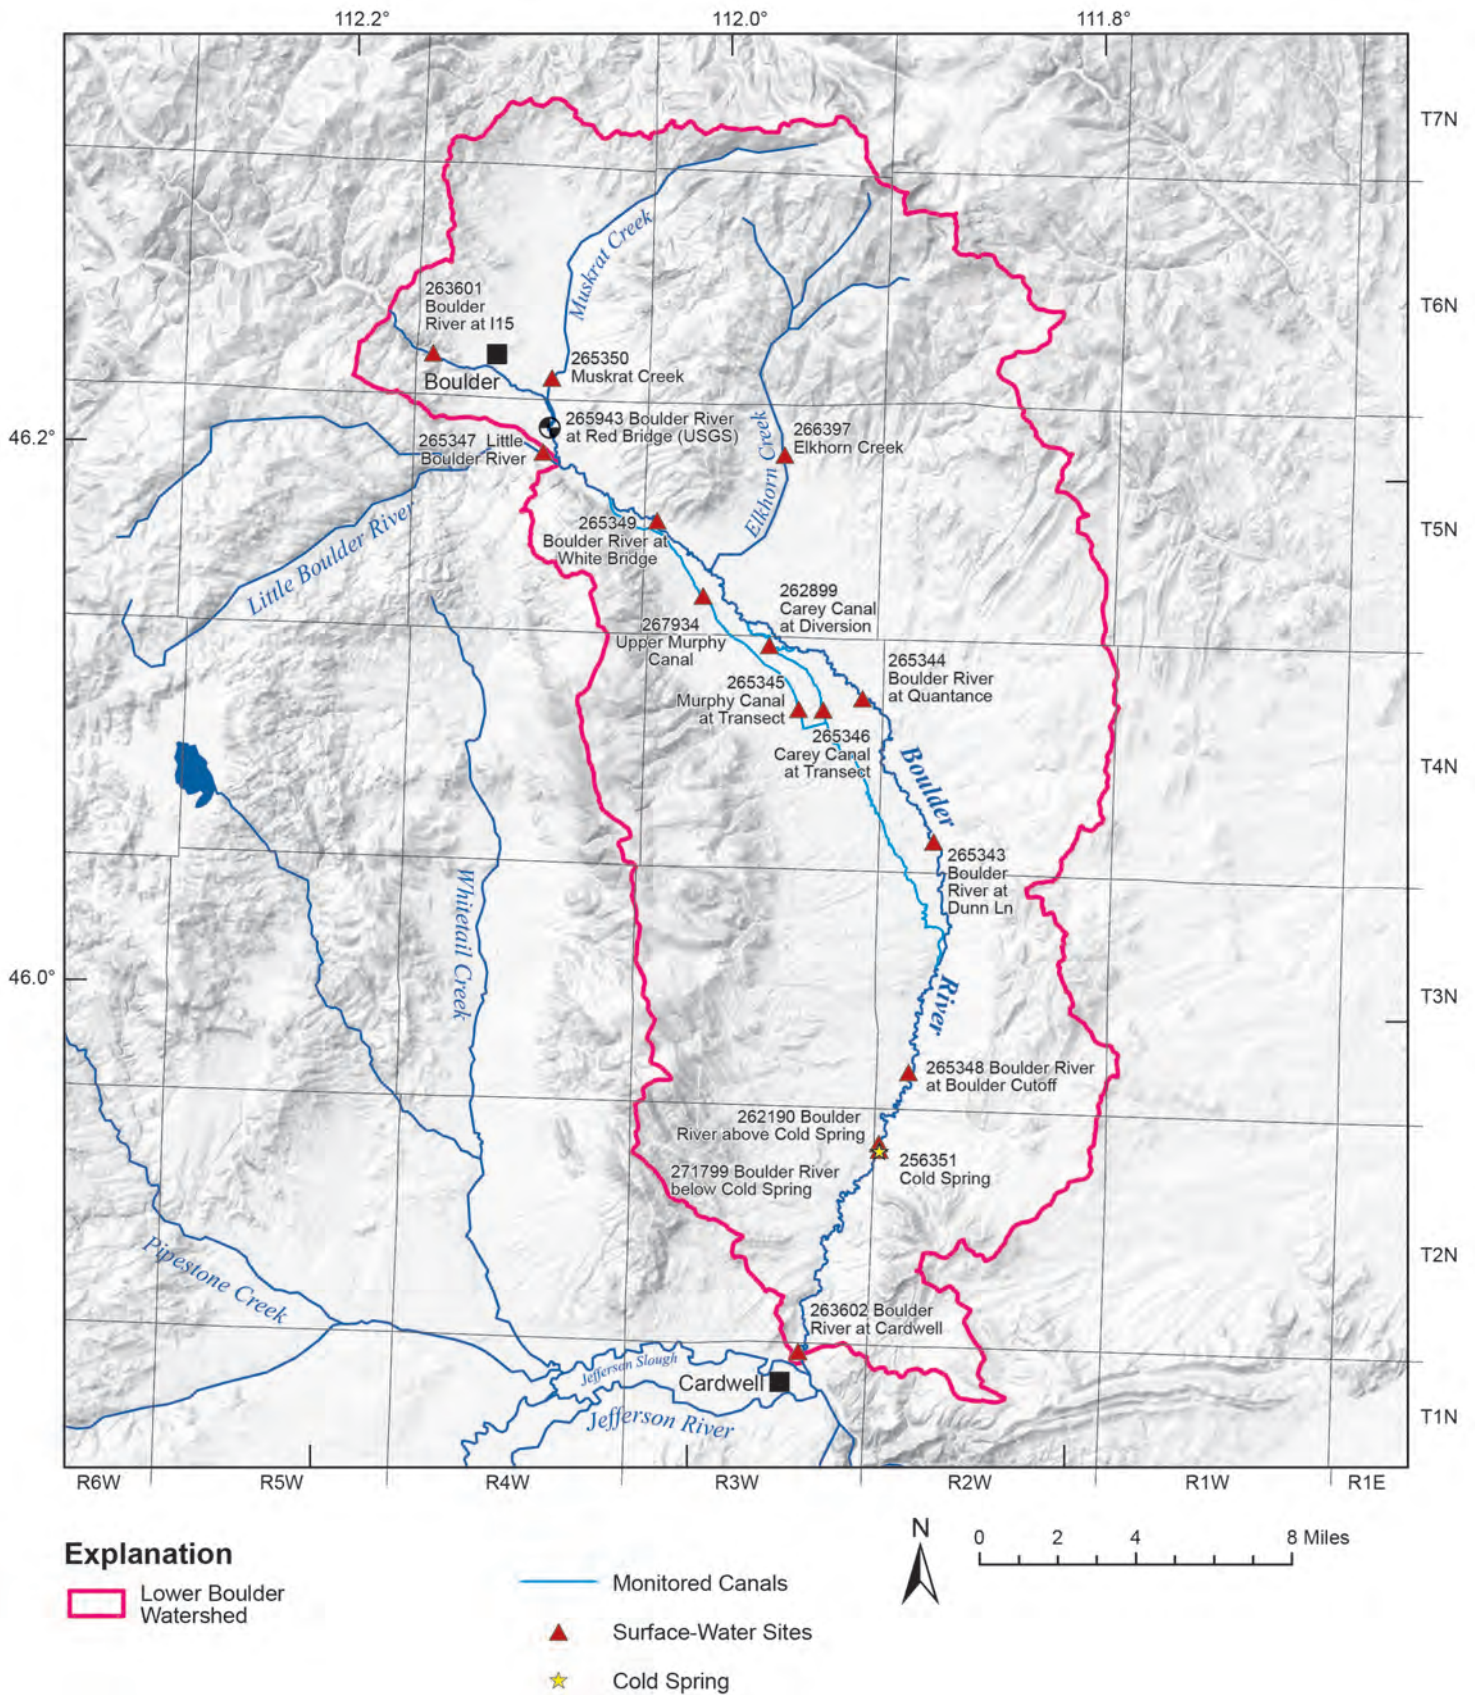 112.2°
112.0°
111.8°
T7N
T6N
T5N
T4N
T3N
T2N
T1N
46.2°
46.0°
Muskrat Creek
263601
Boulder
River at I15
Boulder
265350
Muskrat Creek
265943 Boulder River
at Red Bridge (USGS)
265347 Little
Boulder River
266397
Elkhorn Creek
Elkhorn Creek
Little Boulder River
265349
Boulder River at
White Bridge
262899
Carey Canal
at Diversion
267934
Upper Murphy
Canal
265344
Boulder River
at Quantance
265345
Murphy Canal
at Transect
265346
Carey Canal
at Transect
Boulder
River
265343
Boulder
River at
Dunn Ln
Whitetail Creek
265348 Boulder River
at Boulder Cutoff
262190 Boulder
River above Cold Spring
256351
Cold Spring
271799 Boulder River
below Cold Spring
Pipestone Creek
263602 Boulder
River at Cardwell
Jefferson Slough
Cardwell
Jefferson River
R6W
R5W
R4W
R3W
R2W
R1W
R1E
N
0
2
4
8 Miles
Explanation
Lower Boulder
Watershed
Monitored Canals
Surface-Water Sites
Cold Spring